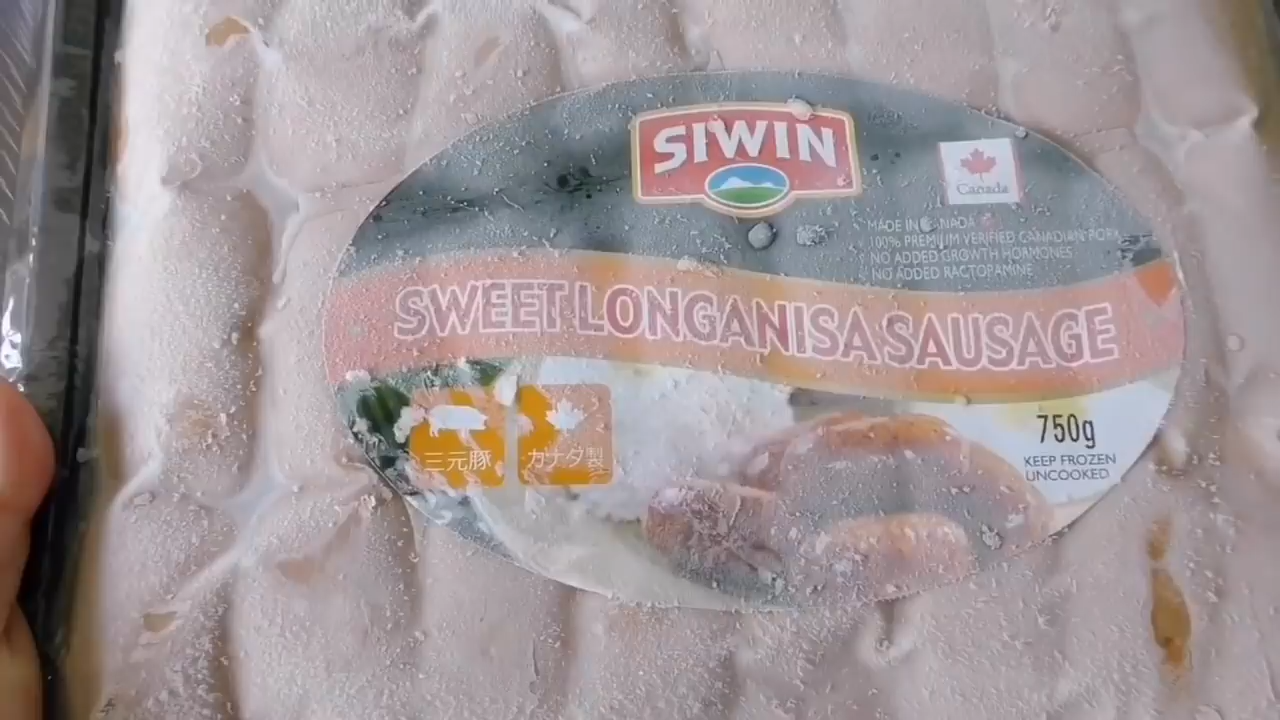 SIWIN
Canada
MADE IN CANADA
100% PREMIUM VERIFIED CANADIAN PORK
NO ADDED GROWTH HORMONES
NO ADDED RACTOPAMINE
SWEET LONGANISA SAUSAGE
三元豚
カナダ製
750g
KEEP FROZEN
UNCOOKED